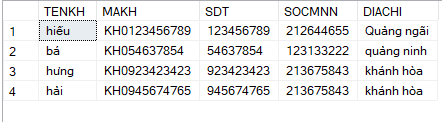 TENKH MAKH SDT SOCMNN DIACHI
1 hiếu KH0123456789 123456789 212644655 Quảng ngãi
2 bá KH054637854 54637854 123133222 quảng ninh
3 hưng KH0923423423 923423423 213675843 khánh hòa
4 hải KH0945674765 945674765 213675843 khánh hòa